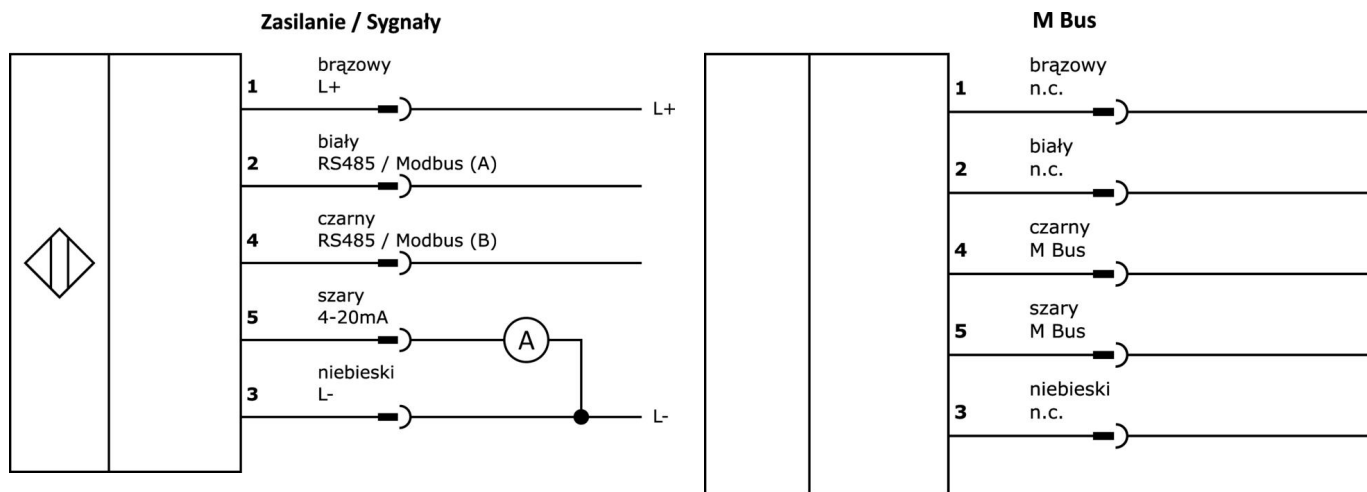 Zasilanie / Sygnały
brązowy
1 L+
L+
biały
2 RS485 / Modbus (A)
czarny
4 RS485 / Modbus (B)
szary
5 4-20mA
A
niebieski
3 L-
L-
M Bus
brązowy
1 n.c.
biały
2 n.c.
czarny
4 M Bus
szary
5 M Bus
niebieski
3 n.c.